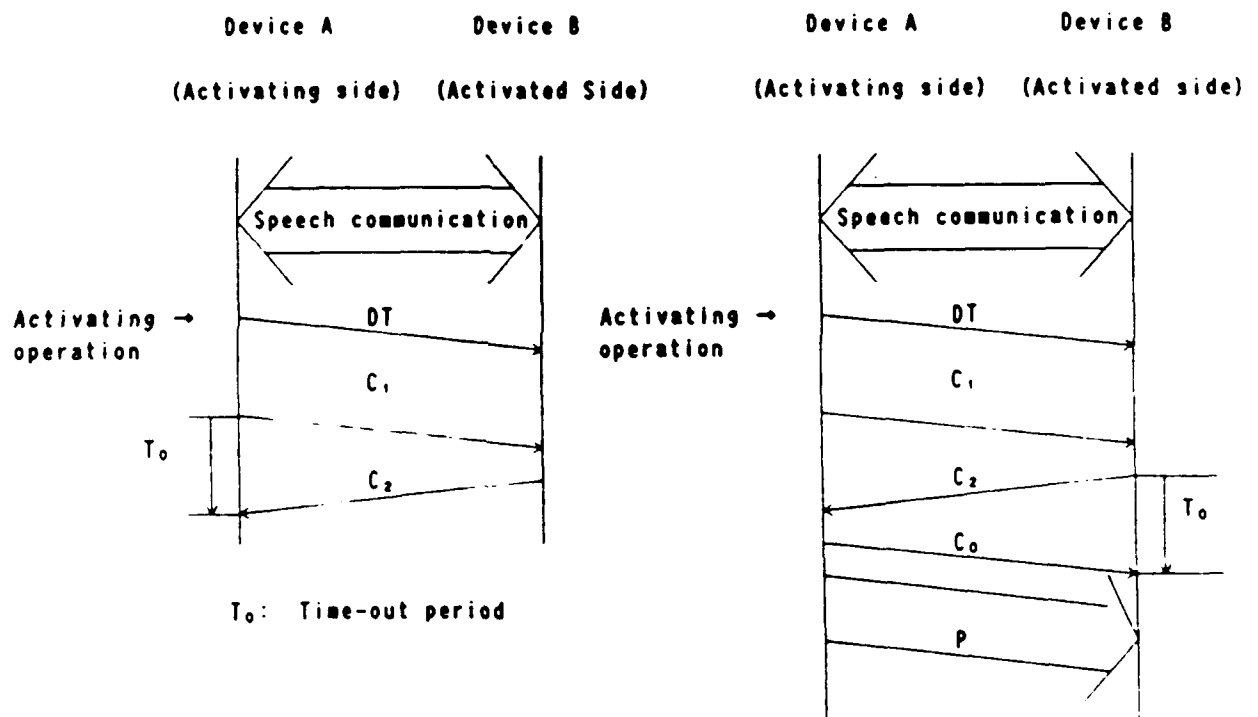 Device A Device B Device A Device B
(Activating side) (Activated Side) (Activating side) (Activated side)
Speech communication Speech communication
Activating → DT Activating → DT
operation operation
C₁ C₁
T₀ C₂ C₂ T₀
C₀
T₀: Time-out period
P